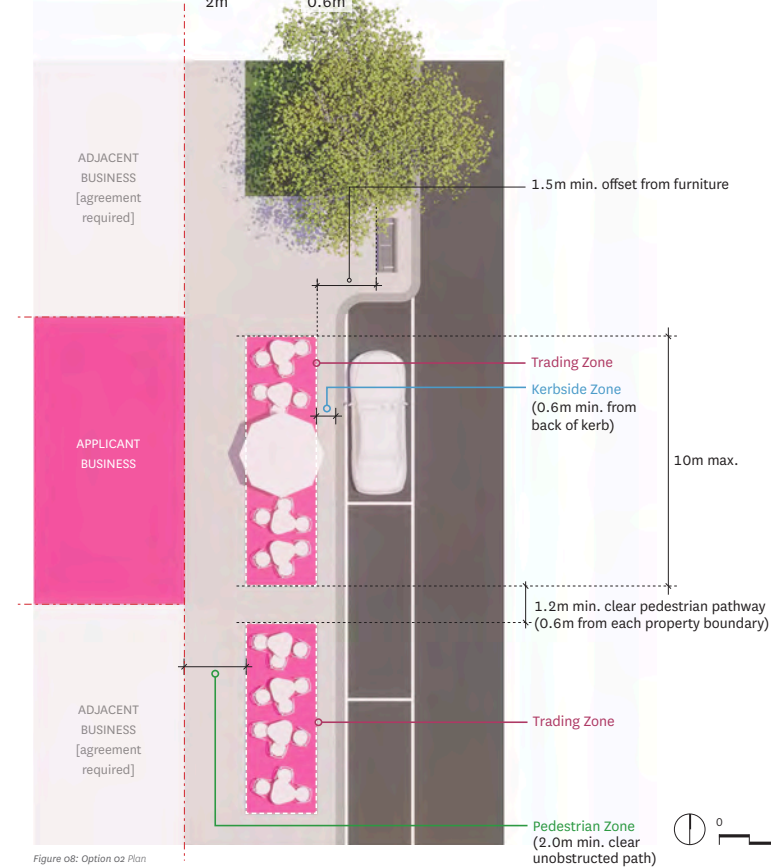 2m 0.6m
ADJACENT
BUSINESS
[agreement
required]
1.5m min. offset from furniture
Trading Zone
Kerbside Zone
(0.6m min. from
back of kerb)
APPLICANT
BUSINESS
10m max.
1.2m min. clear pedestrian pathway
(0.6m from each property boundary)
ADJACENT
BUSINESS
[agreement
required]
Trading Zone
Pedestrian Zone
(2.0m min. clear
unobstructed path)
0
Figure 08: Option 02 Plan